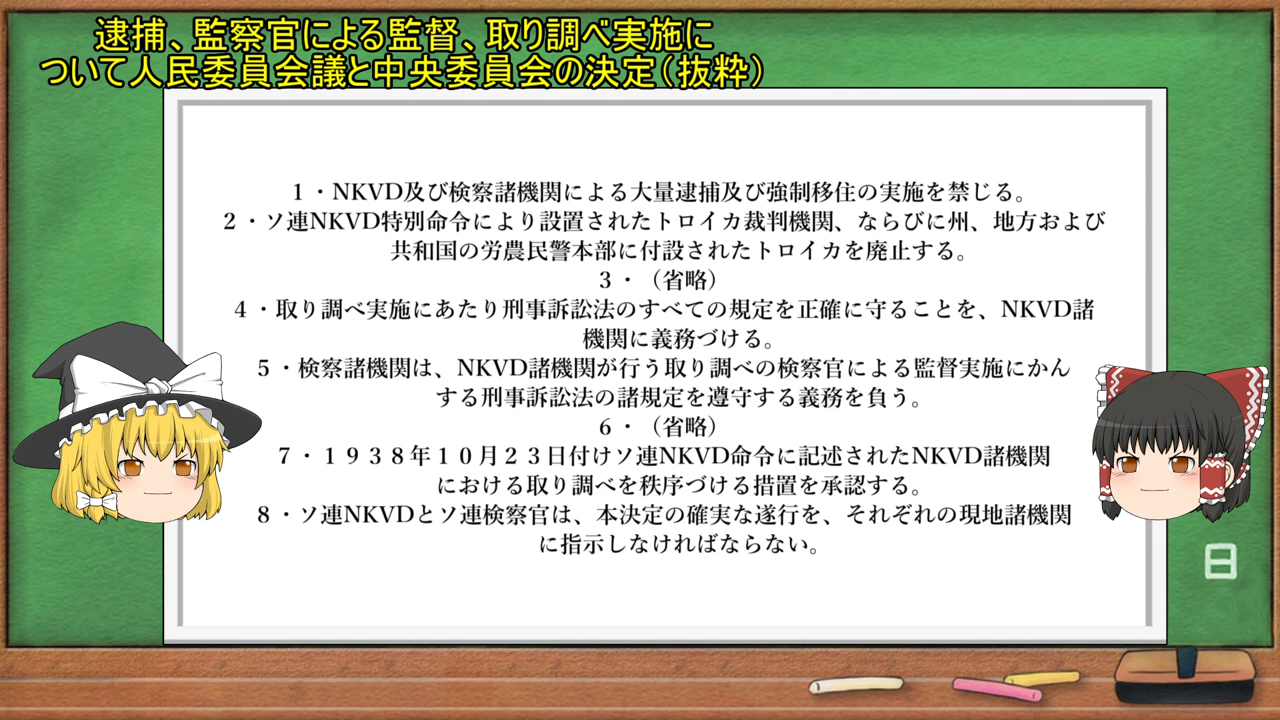 逮捕、監察官による監督、取り調べ実施に
ついて人民委員会議と中央委員会の決定（抜粋）
１・NKVD及び検察諸機関による大量逮捕及び強制移住の実施を禁じる。
２・ソ連NKVD特別命令により設置されたトロイカ裁判機関、ならびに州、地方および
共和国の労農民警本部に付設されたトロイカを廃止する。
３・（省略）
４・取り調べ実施にあたり刑事訴訟法のすべての規定を正確に守ることを、NKVD諸
機関に義務づける。
５・検察諸機関は、NKVD諸機関が行う取り調べの検察官による監督実施にかん
する刑事訴訟法の諸規定を遵守する義務を負う。
６・（省略）
７・１９３８年１０月２３日付けソ連NKVD命令に記述されたNKVD諸機関
における取り調べを秩序づける措置を承認する。
８・ソ連NKVDとソ連検察官は、本決定の確実な遂行を、それぞれの現地諸機関
に指示しなければならない。
日